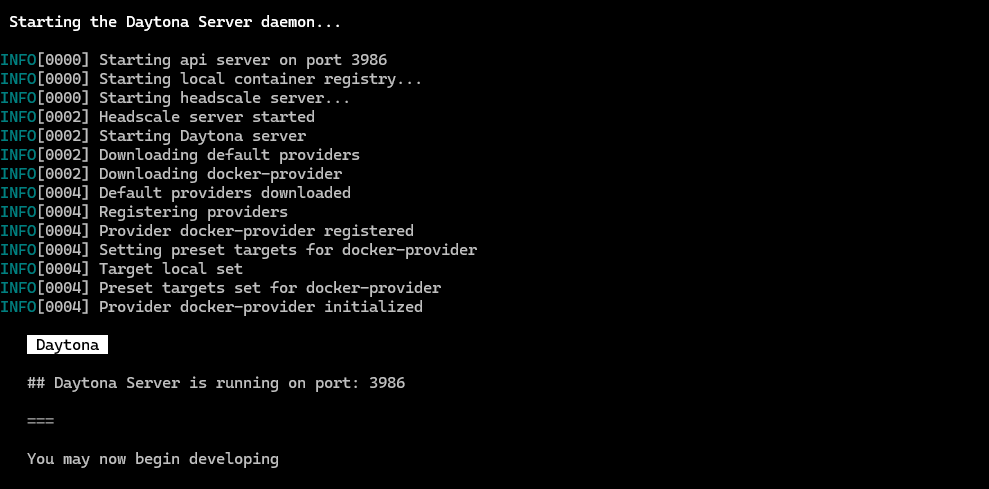 Starting the Daytona Server daemon...
INFO[0000] Starting api server on port 3986
INFO[0000] Starting local container registry...
INFO[0000] Starting headscale server...
INFO[0002] Headscale server started
INFO[0002] Starting Daytona server
INFO[0002] Downloading default providers
INFO[0002] Downloading docker-provider
INFO[0004] Default providers downloaded
INFO[0004] Registering providers
INFO[0004] Provider docker-provider registered
INFO[0004] Setting preset targets for docker-provider
INFO[0004] Target local set
INFO[0004] Preset targets set for docker-provider
INFO[0004] Provider docker-provider initialized
Daytona
## Daytona Server is running on port: 3986
===
You may now begin developing